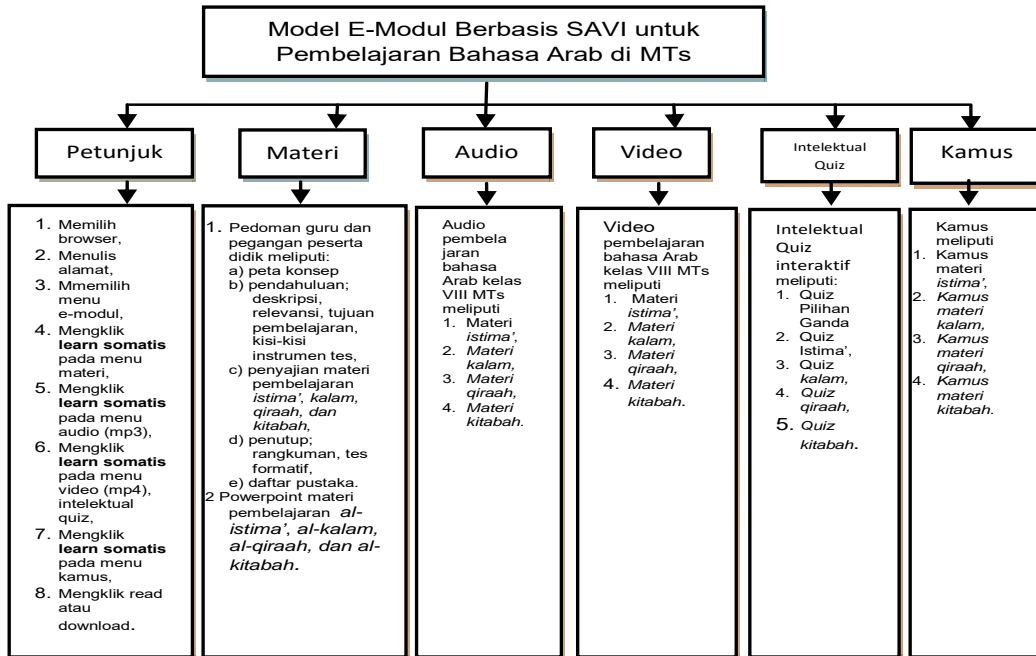 Model E-Modul Berbasis SAVI untuk
Pembelajaran Bahasa Arab di MTs
Petunjuk
Materi
Audio
Video
Intelektual
Quiz
Kamus
1. Memilih
browser,
2. Menulis
alamat,
3. Mmemilih
menu
e-modul,
4. Mengklik
learn somatis
pada menu
materi,
5. Mengklik
learn somatis
pada menu
audio (mp3),
6. Mengklik
learn somatis
pada menu
video (mp4),
intelektual
quiz,
7. Mengklik
learn somatis
pada menu
kamus,
8. Mengklik read
atau
download.
1. Pedoman guru dan
pegangan peserta
didik meliputi:
a) peta konsep
b) pendahuluan;
deskripsi,
relevansi, tujuan
pembelajaran,
kisi-kisi
instrumen tes,
c) penyajian materi
pembelajaran
istima’, kalam,
qiraah, dan
kitabah,
d) penutup;
rangkuman, tes
formatif,
e) daftar pustaka.
2 Powerpoint materi
pembelajaran al-
istima’, al-kalam,
al-qiraah, dan al-
kitabah.
Audio
pembela
jaran
bahasa
Arab kelas
VIII MTs
meliputi
1. Materi
istima’,
2. Materi
kalam,
3. Materi
qiraah,
4. Materi
kitabah.
Video
pembelajaran
bahasa Arab
kelas VIII MTs
meliputi
1. Materi
istima’,
2. Materi
kalam,
3. Materi
qiraah,
4. Materi
kitabah.
Intelektual
Quiz
interaktif
meliputi:
1. Quiz
Pilihan
Ganda
2. Quiz
Istima’,
3. Quiz
kalam,
4. Quiz
qiraah,
5. Quiz
kitabah.
Kamus
meliputi
1. Kamus
materi
istima’,
2. Kamus
materi
kalam,
3. Kamus
materi
qiraah,
4. Kamus
materi
kitabah.